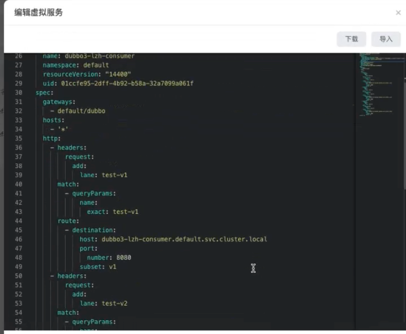 编辑虚拟服务
×
下载
导入
26 name: dubbo3-lzh-consumer
27 namespace: default
28 resourceVersion: "14400"
29 uid: 01ccfe95-2dff-4b92-b58a-32a7099a061f
30 spec:
31 gateways:
32 - default/dubbo
33 hosts:
34 - '*'
35 http:
36 - headers:
37 request:
38 add:
39 lane: test-v1
40 match:
41 - queryParams:
42 name:
43 exact: test-v1
44 route:
45 - destination:
46 host: dubbo3-lzh-consumer.default.svc.cluster.local
47 port:
48 number: 8080
49 subset: v1
50 - headers:
51 request:
52 add:
53 lane: test-v2
54 match:
55 - queryParams: